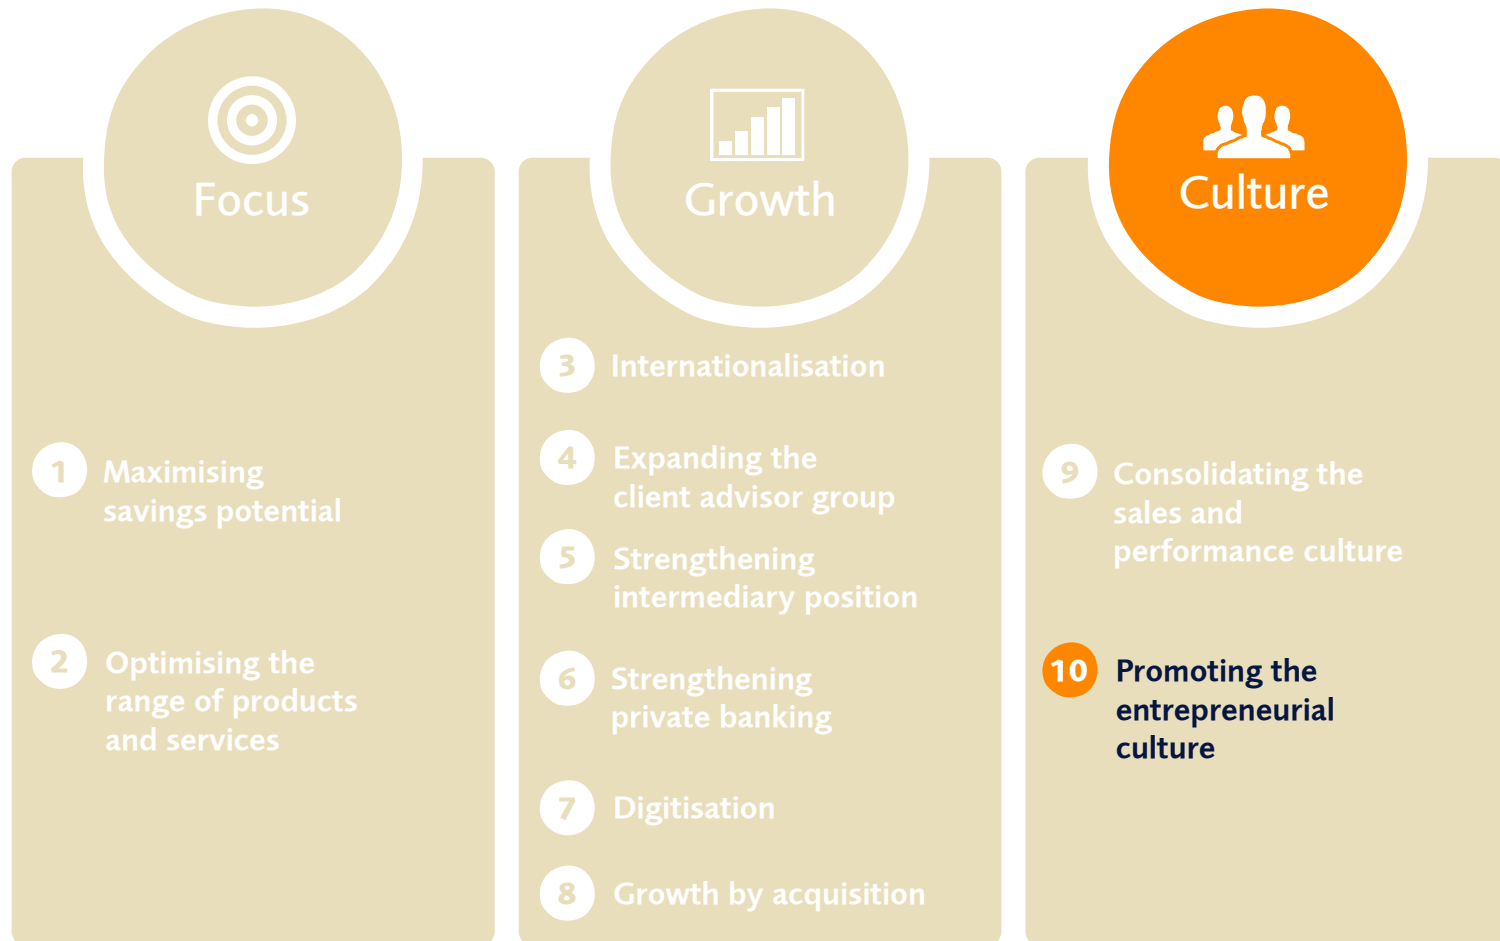 Focus
1
Maximising
savings potential
2
Optimising the
range of products
and services
Growth
3
Internationalisation
4
Expanding the
client advisor group
5
Strengthening
intermediary position
6
Strengthening
private banking
7
Digitisation
8
Growth by acquisition
Culture
9
Consolidating the
sales and
performance culture
10
Promoting the
entrepreneurial
culture